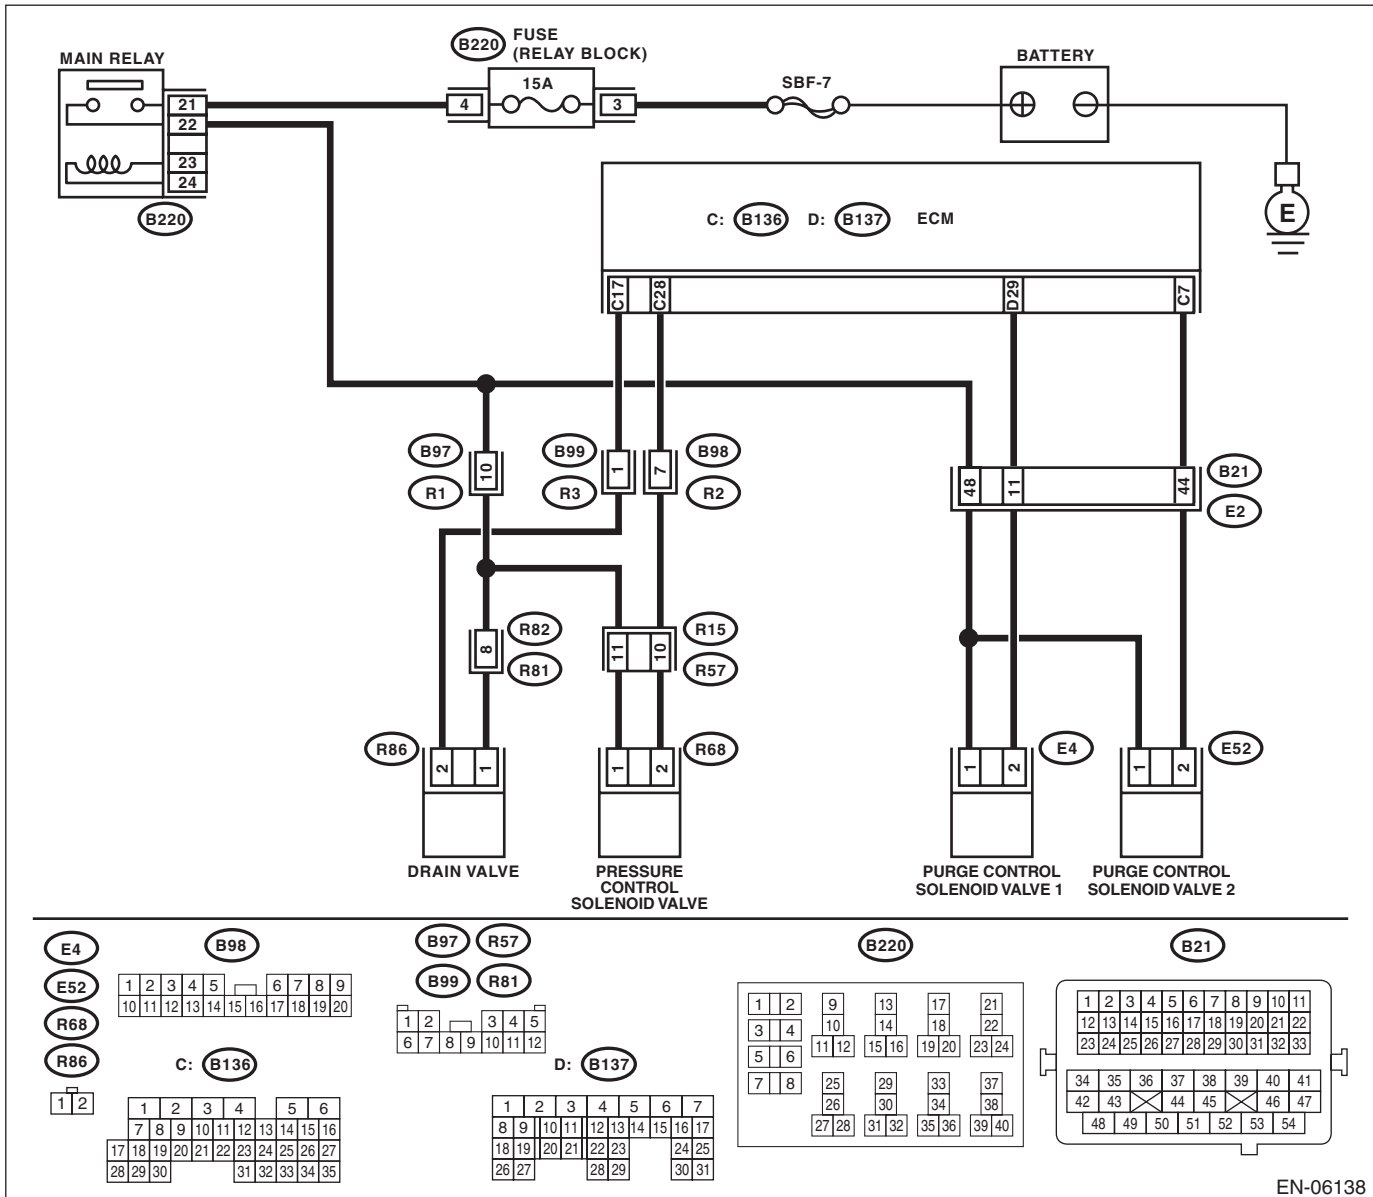 MAIN RELAY
B220
FUSE
(RELAY BLOCK)
15A
4
3
SBF-7
BATTERY
21
22
23
24
B220
E
C: B136 D: B137 ECM
C17 C28 D29 C7
B97 10 R1
B99 1 R3
7 B98 R2
48 11 44
B21
E2
8 R82 R81
11 10 R15 R57
R86 2 1
1 2 R68
1 2 E4
1 2 E52
DRAIN VALVE
PRESSURE
CONTROL
SOLENOID VALVE
PURGE CONTROL
SOLENOID VALVE 1
PURGE CONTROL
SOLENOID VALVE 2
E4
E52
R68
R86
1 2
B98
1 2 3 4 5 6 7 8 9
10 11 12 13 14 15 16 17 18 19 20
C: B136
1 2 3 4 5 6
7 8 9 10 11 12 13 14 15 16
17 18 19 20 21 22 23 24 25 26 27
28 29 30 31 32 33 34 35
B97 R57
B99 R81
1 2 3 4 5
6 7 8 9 10 11 12
D: B137
1 2 3 4 5 6 7
8 9 10 11 12 13 14 15 16 17
18 19 20 21 22 23 24 25
26 27 28 29 30 31
B220
1 2 9 13 17 21
3 4 10 14 18 22
11 12 15 16 19 20 23 24
5 6
7 8 25 29 33 37
26 30 34 38
27 28 31 32 35 36 39 40
B21
1 2 3 4 5 6 7 8 9 10 11
12 13 14 15 16 17 18 19 20 21 22
23 24 25 26 27 28 29 30 31 32 33
34 35 36 37 38 39 40 41
42 43 44 45 46 47
48 49 50 51 52 53 54
EN-06138